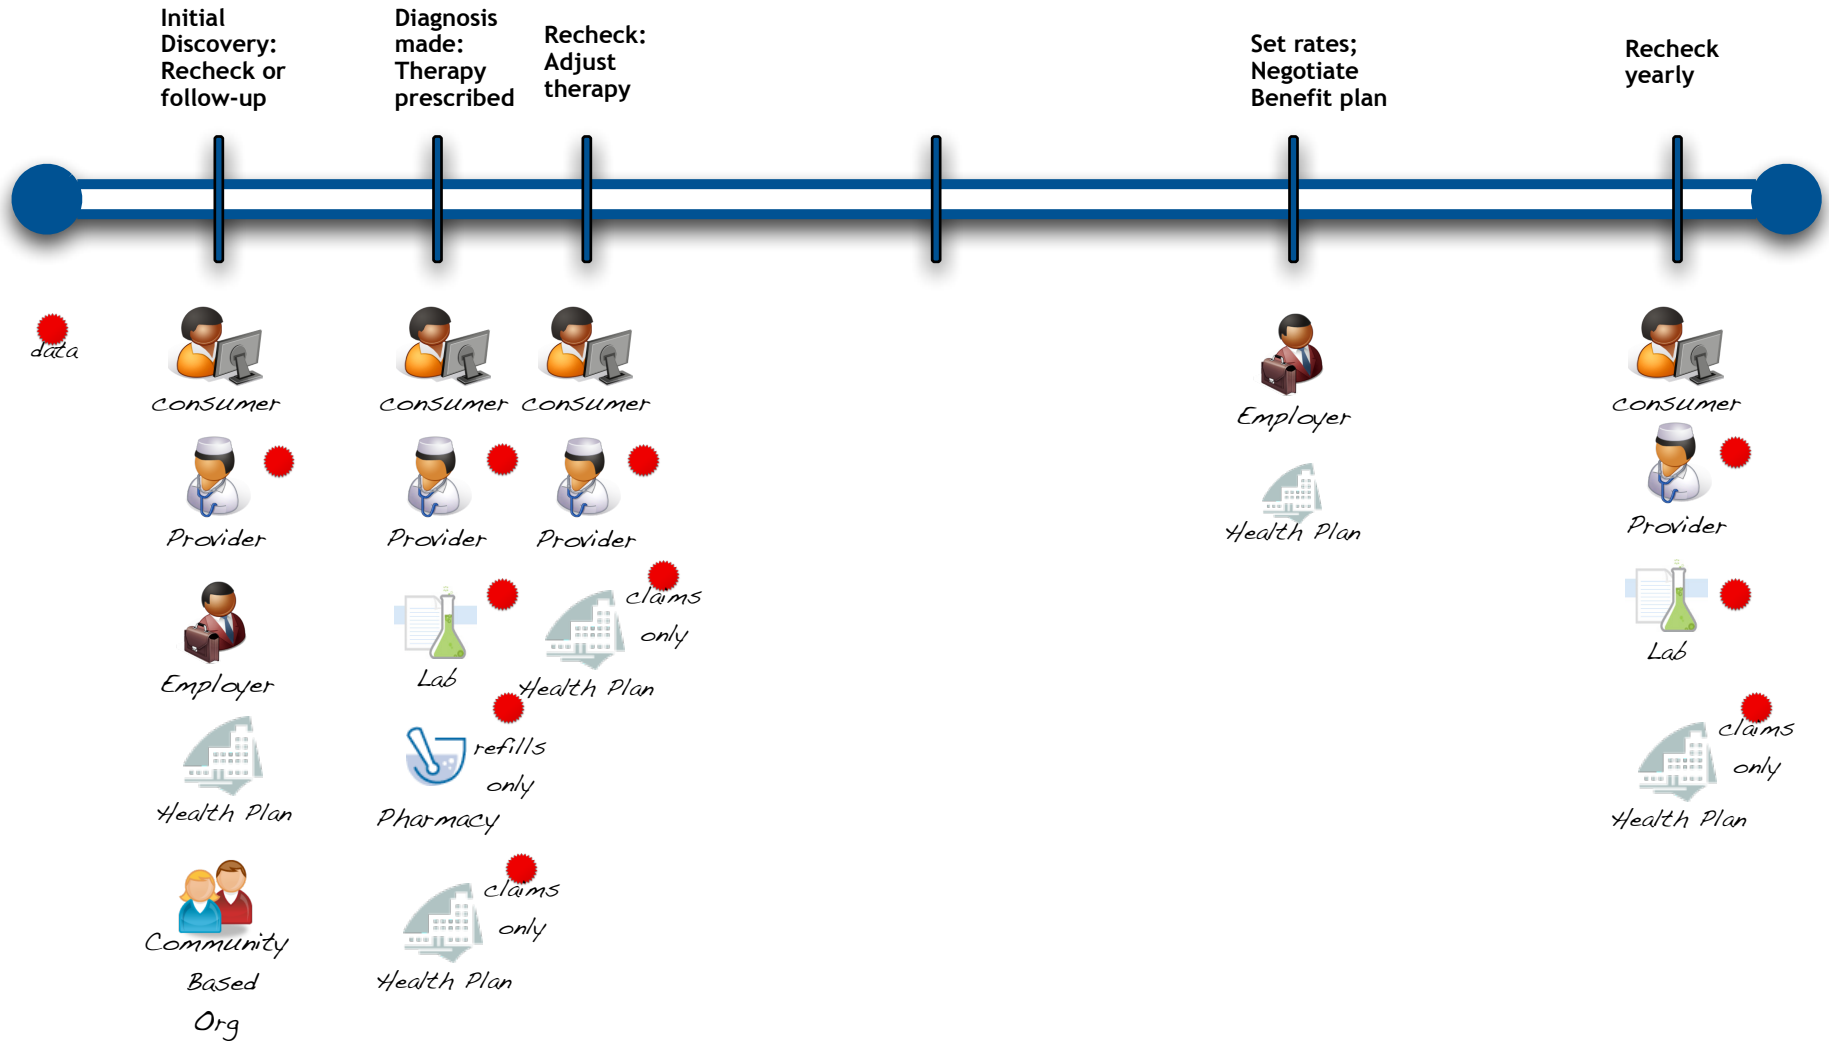 Initial
Discovery:
Recheck or
follow-up
Diagnosis
made:
Therapy
prescribed
Recheck:
Adjust
therapy
Set rates;
Negotiate
Benefit plan
Recheck
yearly
data
consumer
Provider
Employer
Health Plan
Community
Based
Org
consumer
Provider
Lab
refills
only
Pharmacy
claims
only
Health Plan
consumer
Provider
claims
only
Health Plan
Employer
Health Plan
consumer
Provider
Lab
claims
only
Health Plan